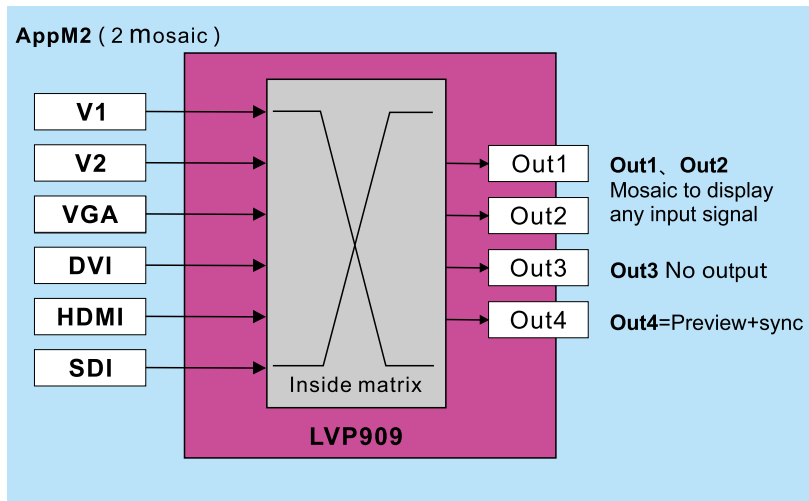 AppM2 ( 2 mosaic )
V1
V2
VGA
DVI
HDMI
SDI
Inside matrix
LVP909
Out1
Out2
Out3
Out4
Out1、Out2
Mosaic to display
any input signal
Out3 No output
Out4=Preview+sync